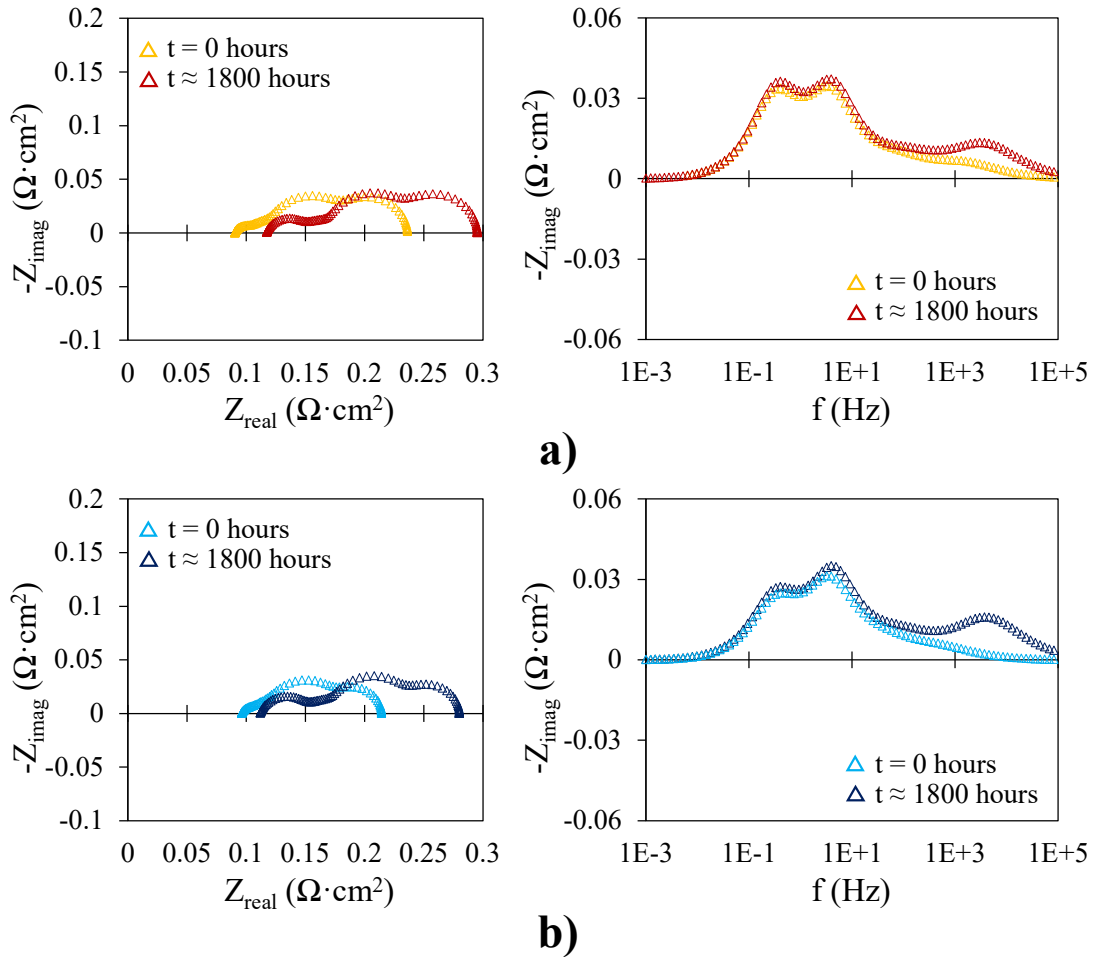 0.2
0.15
0.1
0.05
0
-0.05
-0.1
-Z_imag (Ω·cm²)
t = 0 hours
t ≈ 1800 hours
0 0.05 0.1 0.15 0.2 0.25 0.3
Z_real (Ω·cm²)
0.06
0.03
0
-0.03
-0.06
-Z_imag (Ω·cm²)
t = 0 hours
t ≈ 1800 hours
1E-3 1E-1 1E+1 1E+3 1E+5
f (Hz)
a)
0.2
0.15
0.1
0.05
0
-0.05
-0.1
-Z_imag (Ω·cm²)
t = 0 hours
t ≈ 1800 hours
0 0.05 0.1 0.15 0.2 0.25 0.3
Z_real (Ω·cm²)
0.06
0.03
0
-0.03
-0.06
-Z_imag (Ω·cm²)
t = 0 hours
t ≈ 1800 hours
1E-3 1E-1 1E+1 1E+3 1E+5
f (Hz)
b)